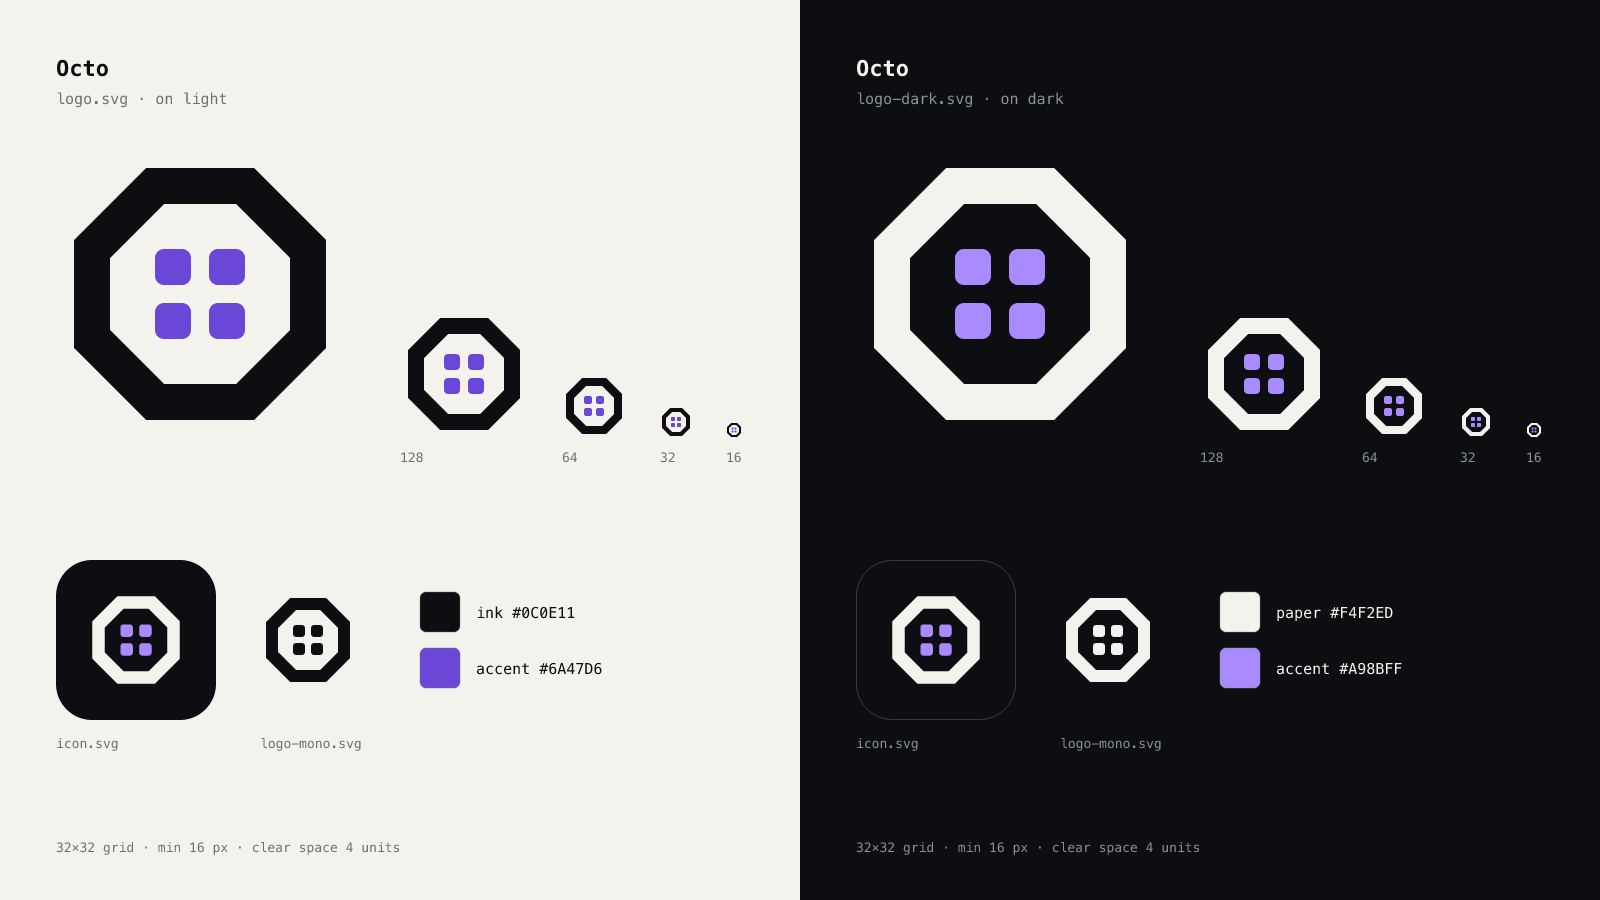 Octo
logo.svg · on light
128
64
32
16
ink #0C0E11
accent #6A47D6
icon.svg
logo-mono.svg
32×32 grid · min 16 px · clear space 4 units
Octo
logo-dark.svg · on dark
128
64
32
16
paper #F4F2ED
accent #A98BFF
icon.svg
logo-mono.svg
32×32 grid · min 16 px · clear space 4 units